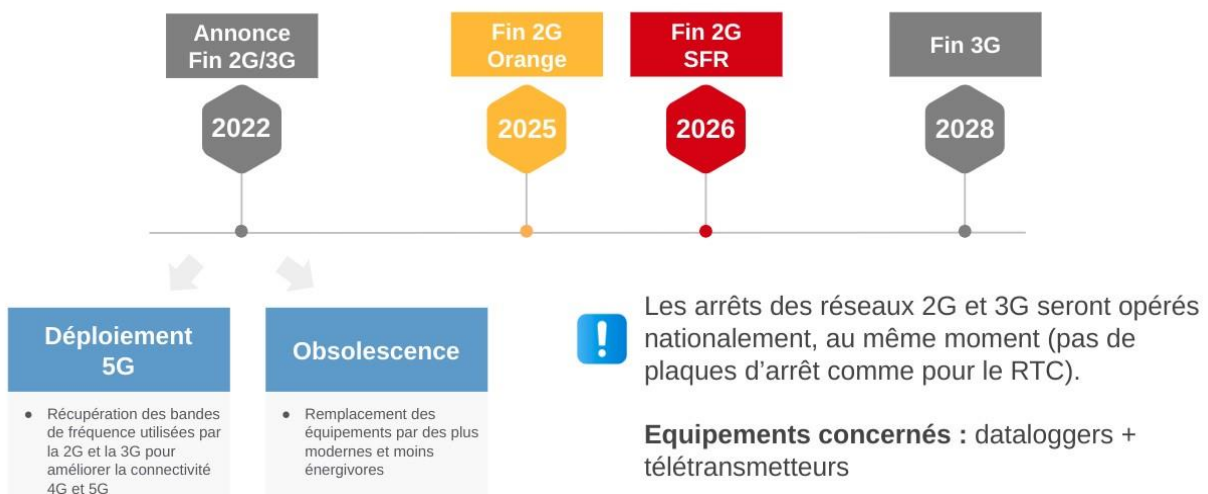 Annonce
Fin 2G/3G
Fin 2G
Orange
Fin 2G
SFR
Fin 3G
2022
2025
2026
2028
Déploiement
5G
● Récupération des bandes
de fréquence utilisées par
la 2G et la 3G pour
améliorer la connectivité
4G et 5G
Obsolescence
● Remplacement des
équipements par des plus
modernes et moins
énergivores
Les arrêts des réseaux 2G et 3G seront opérés
nationalement, au même moment (pas de
plaques d’arrêt comme pour le RTC).
Equipements concernés : dataloggers +
télétransmetteurs